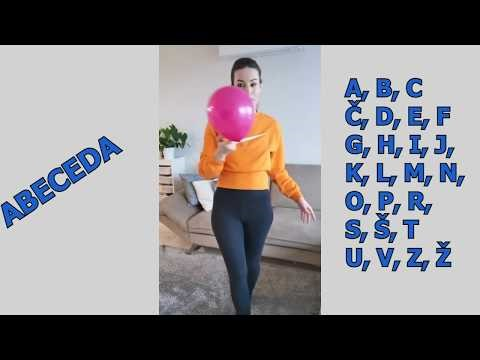 ABECEDA
A, B, C
Č, D, E, F
G, H, I, J,
K, L, M, N,
O, P, R,
S, Š, T
U, V, Z, Ž